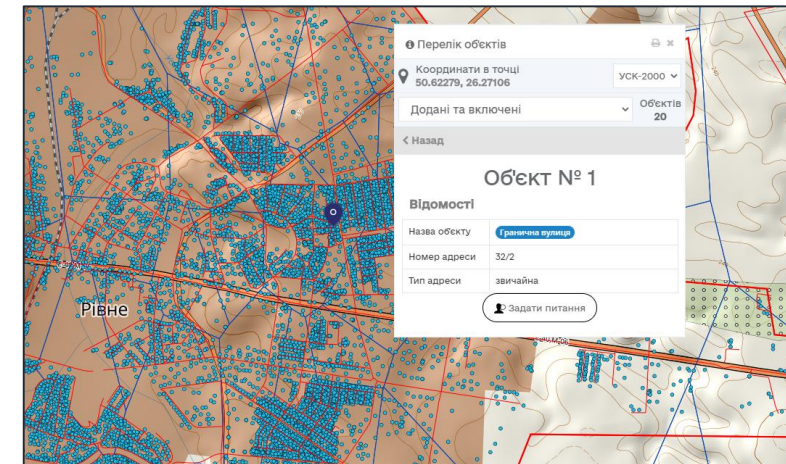 Перелік об'єктів
Координати в точці
50.62279, 26.27106
УСК-2000
Додані та включені
Об'єктів
20
Назад
Об'єкт № 1
Відомості
Назва об'єкту
Гранична вулиця
Номер адреси
32/2
Тип адреси
звичайна
Задати питання
Рівне